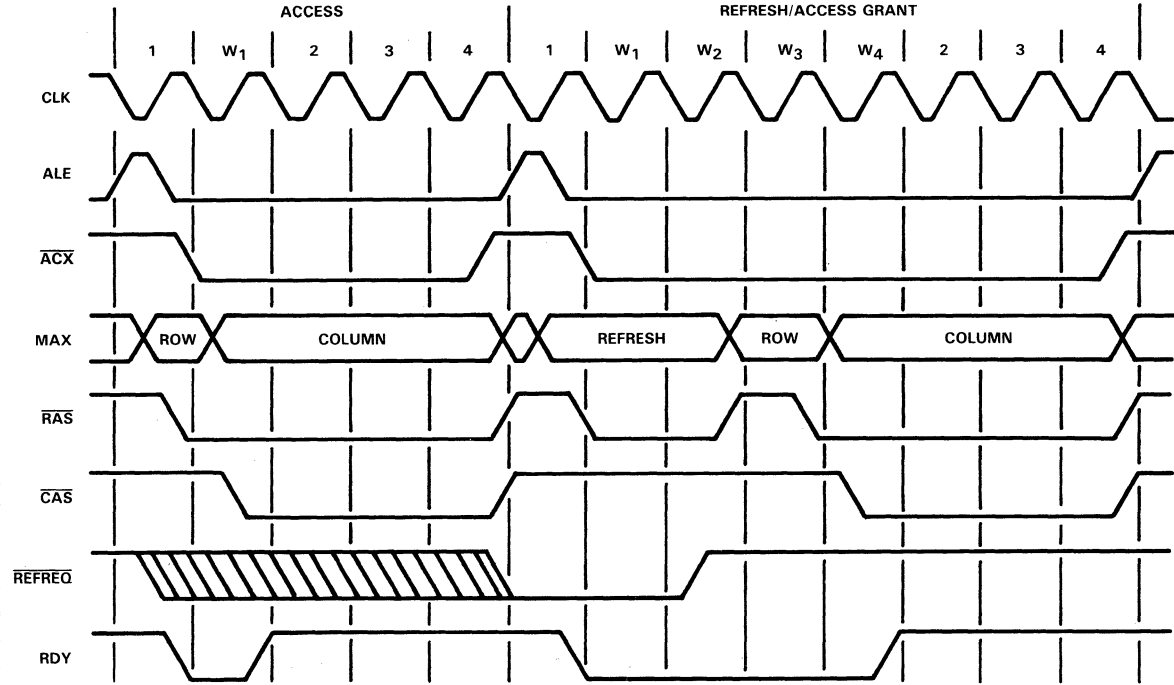 ACCESS REFRESH/ACCESS GRANT
1 W1 2 3 4 1 W1 W2 W3 W4 2 3 4
CLK
ALE
ACX
MAX ROW COLUMN REFRESH ROW COLUMN
RAS
CAS
REFREQ
RDY